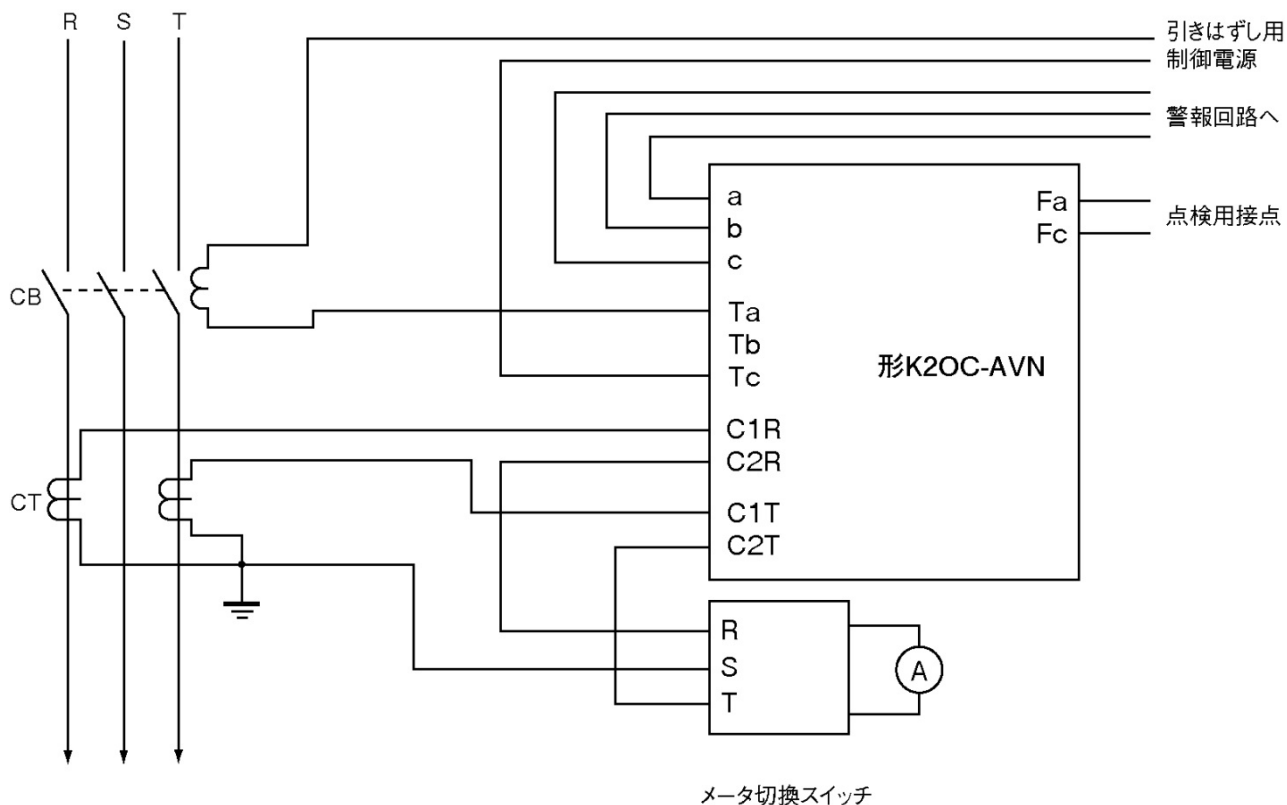 R S T
引きはずし用
制御電源
警報回路へ
a
Fa
点検用接点
b
Fc
c
CB
Ta
Tb
形K2OC-AVN
Tc
C1R
C2R
CT
C1T
C2T
R
S
A
T
メータ切換スイッチ